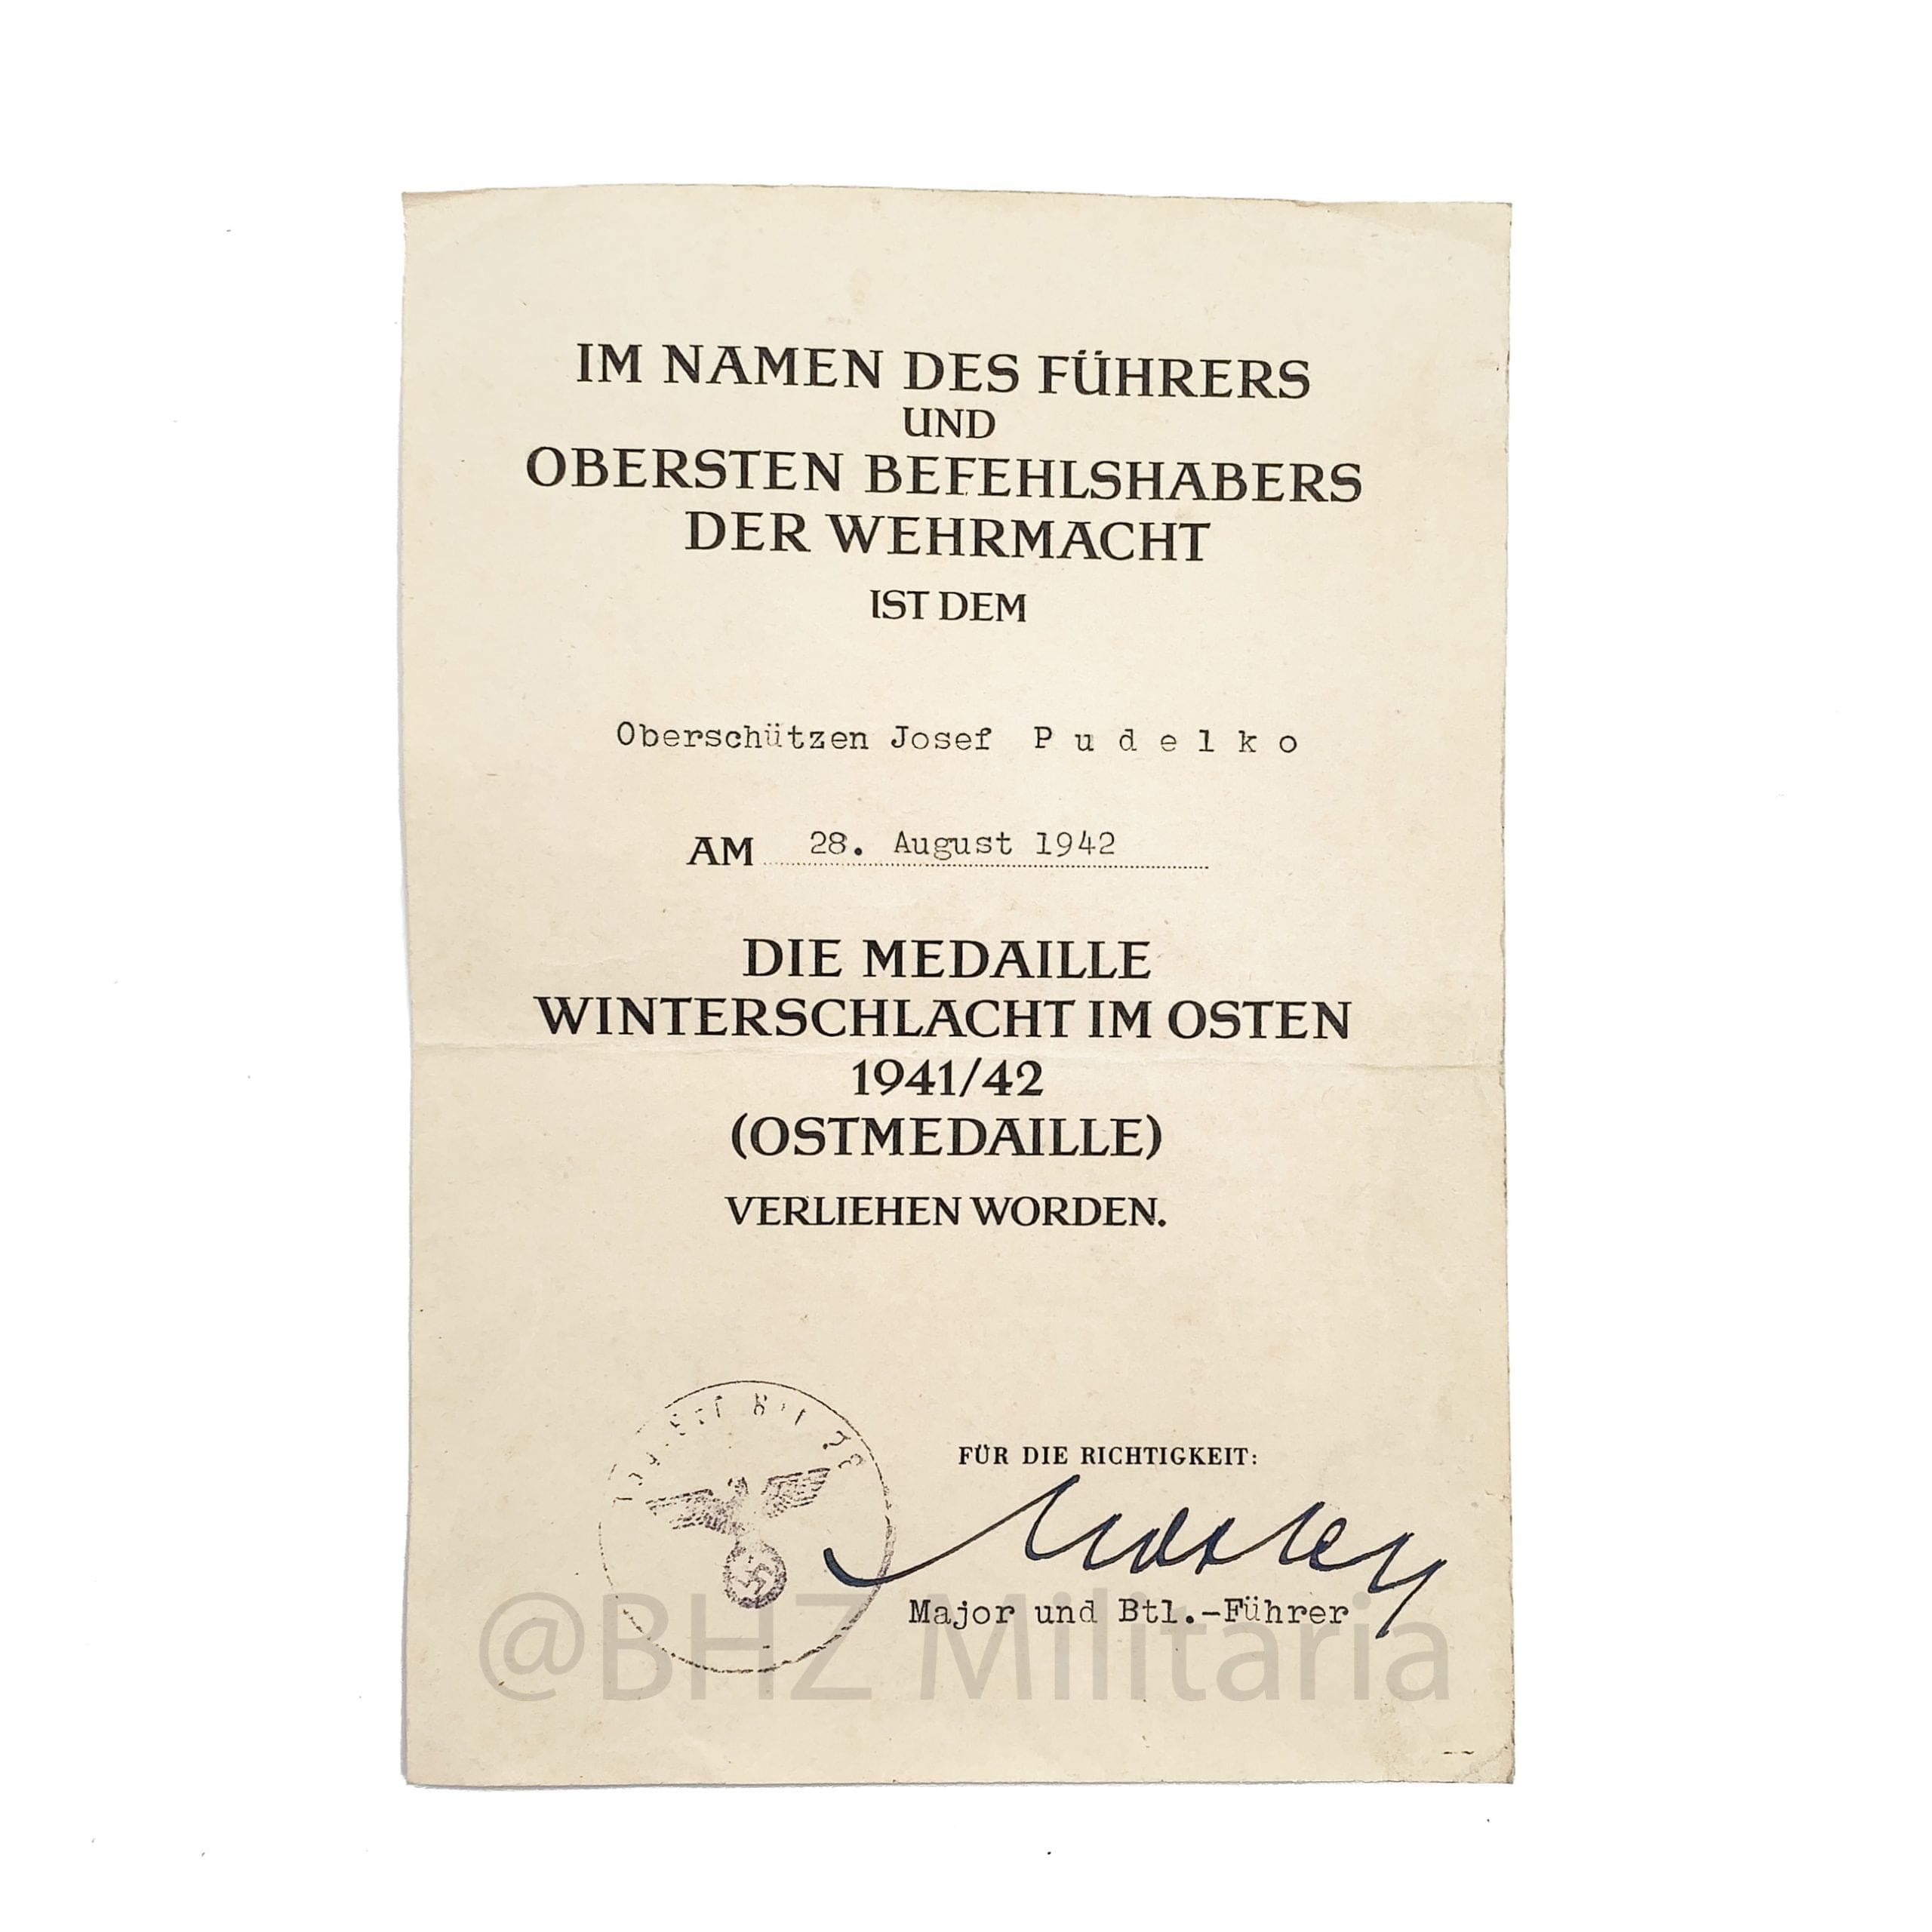 IM NAMEN DES FÜHRERS
UND
OBERSTEN BEFEHLSHABERS
DER WEHRMACHT
IST DEM
Oberschützen Josef P u d e l k o
AM 28. August 1942
DIE MEDAILLE
WINTERSCHLACHT IM OSTEN
1941/42
(OSTMEDAILLE)
VERLIEHEN WORDEN.
FÜR DIE RICHTIGKEIT:
Major und Btl.-Führer
@BHZ Militaria